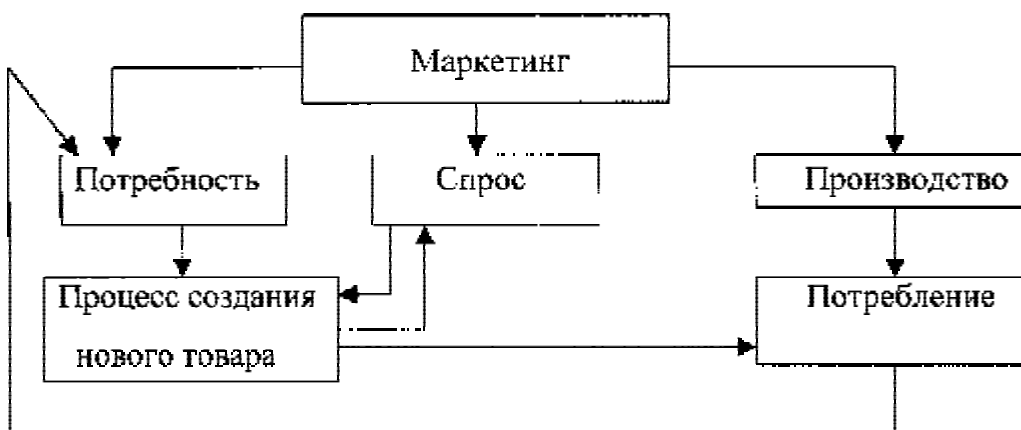 Маркетинг
Потребность
Спрос
Производство
Процесс создания
нового товара
Потребление